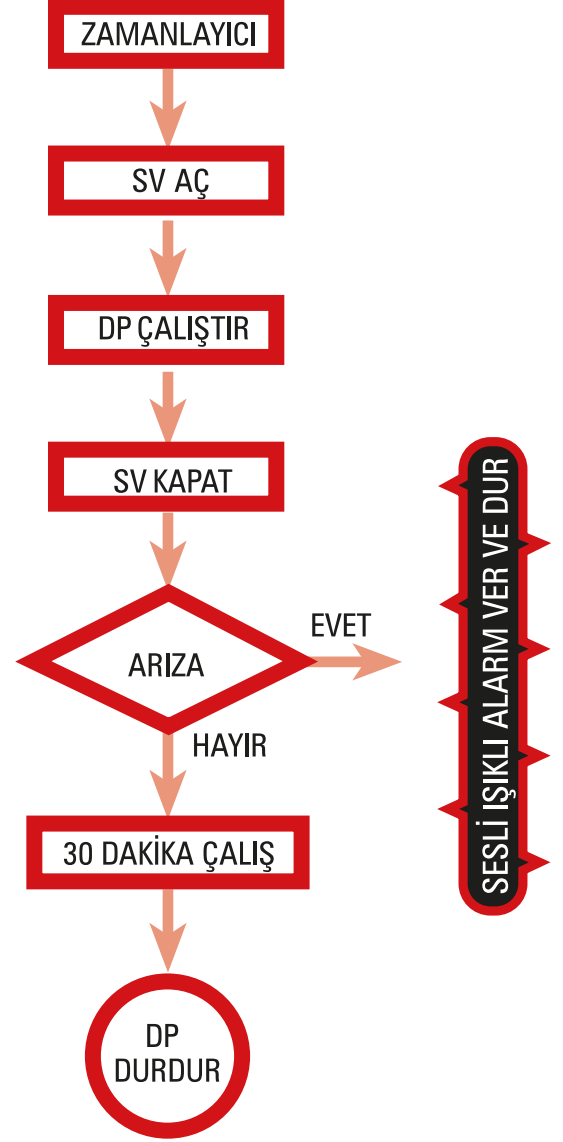 ZAMANLAYICI
SV AÇ
DP ÇALIŞTIR
SV KAPAT
ARIZA
EVET
SESLİ IŞIKLI ALARM VER VE DUR
HAYIR
30 DAKİKA ÇALIŞ
DP
DURDUR